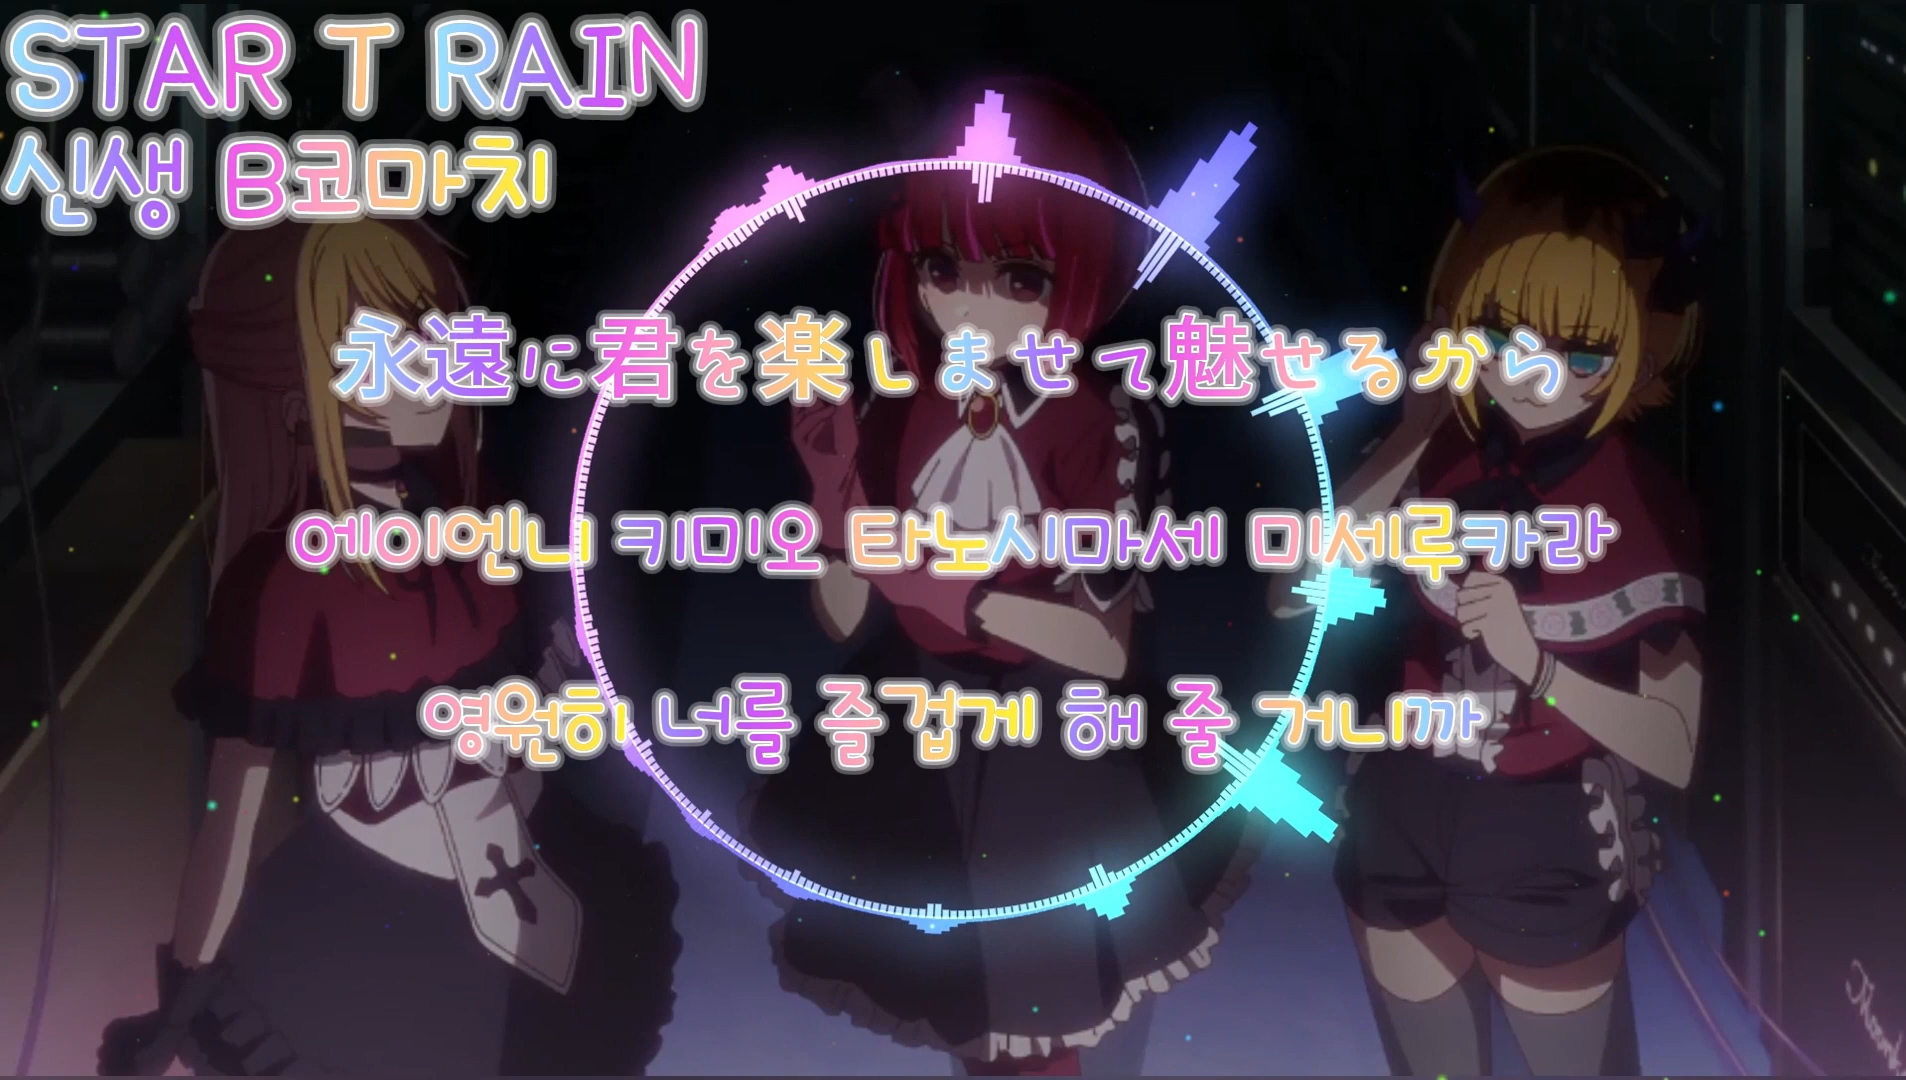 STAR T RAIN
신생 B코마치
永遠に君を楽しませて魅せるから
에이엔니 키미오 타노시마세 미세루카라
영원히 너를 즐겁게 해 줄 거니까